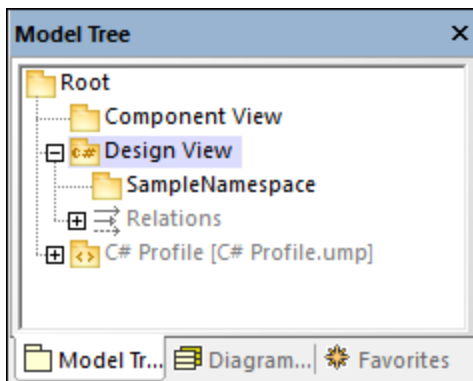 Model Tree
Root
Component View
c# Design View
SampleNamespace
Relations
C# Profile [C# Profile.ump]
Model Tr... Diagram... Favorites